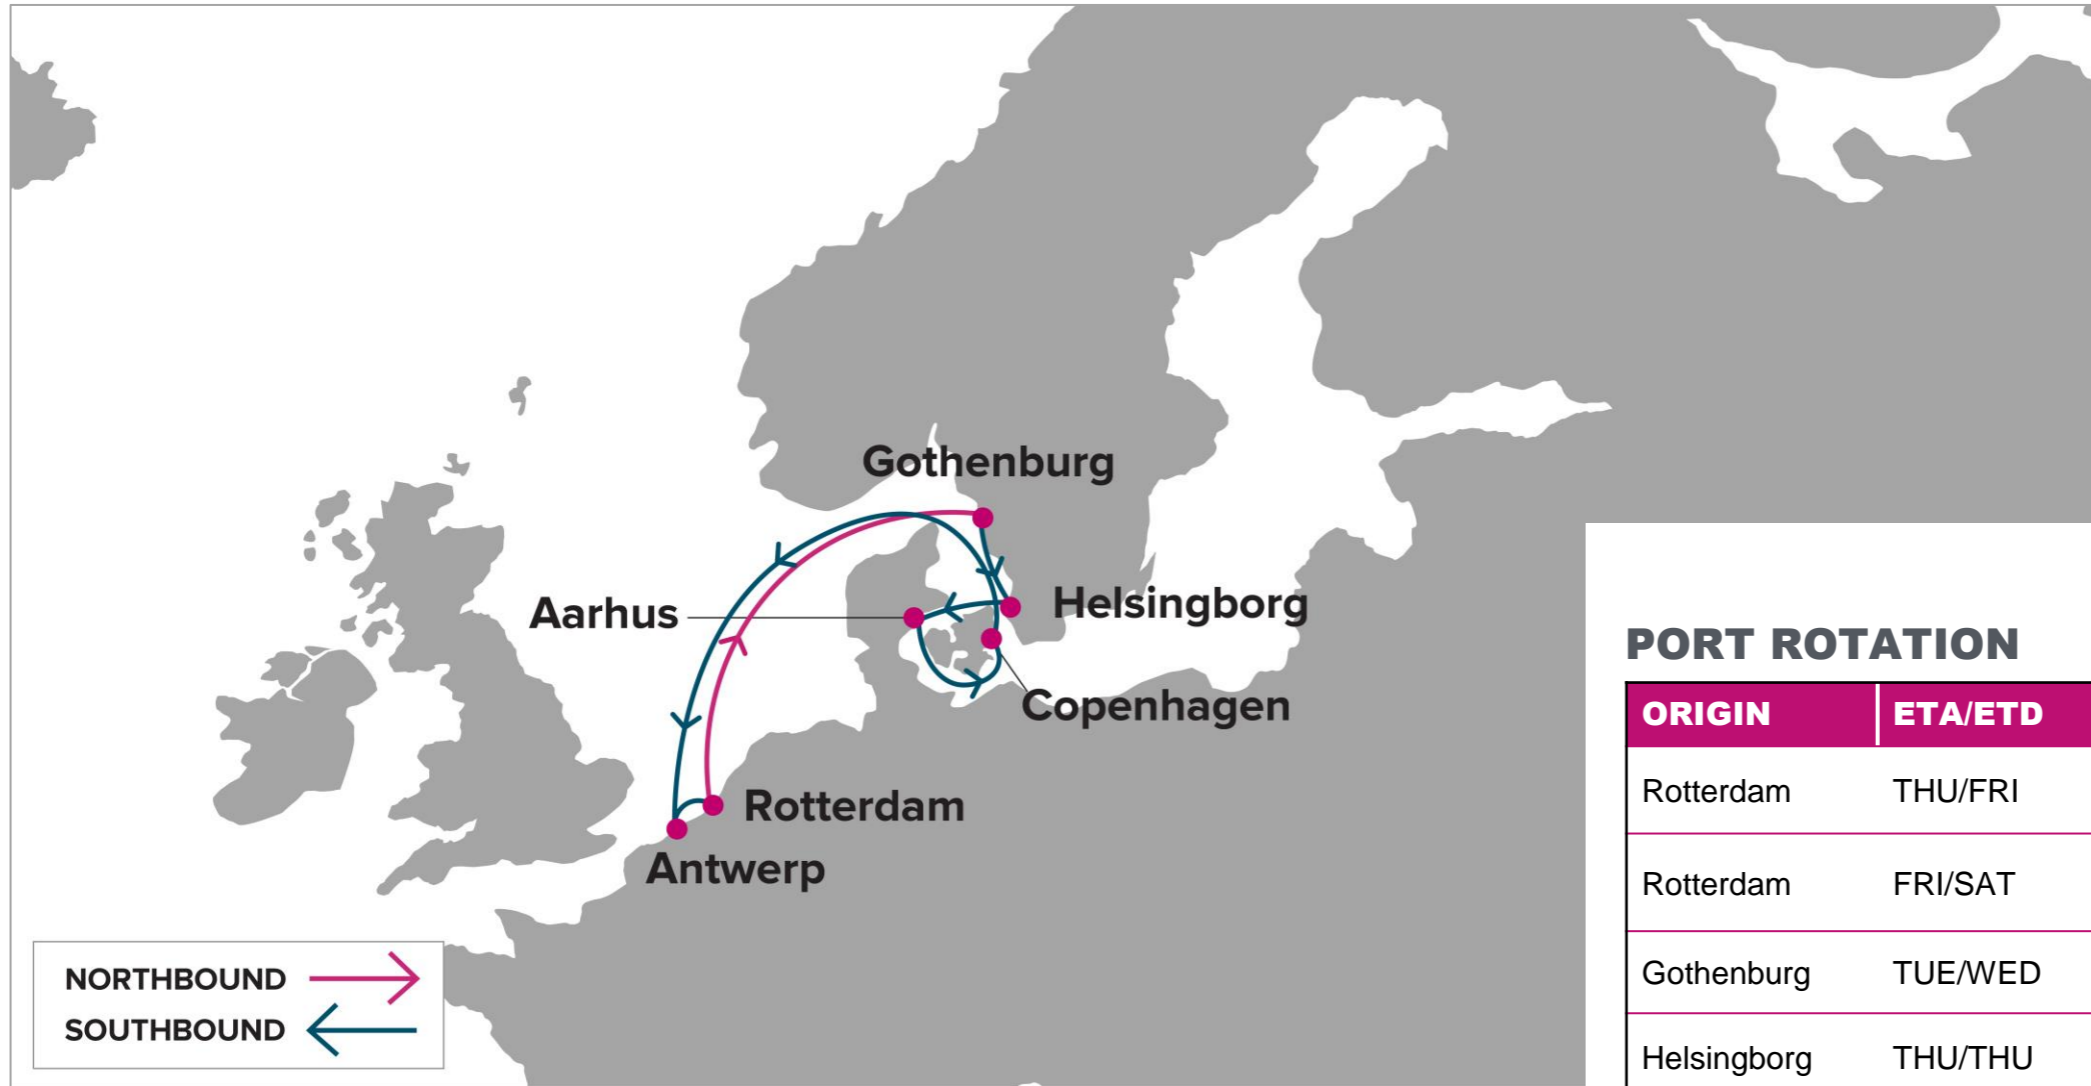 Gothenburg
Aarhus
Helsingborg
Copenhagen
Rotterdam
Antwerp
NORTHBOUND
SOUTHBOUND
PORT ROTATION
ORIGIN ETA/ETD
Rotterdam THU/FRI
Rotterdam FRI/SAT
Gothenburg TUE/WED
Helsingborg THU/THU